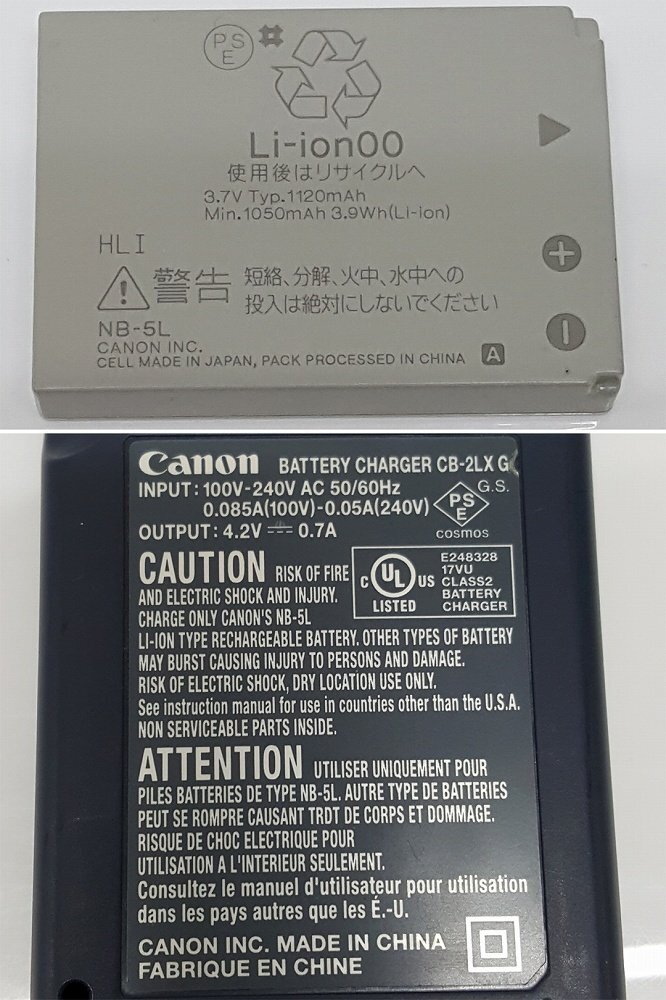 PS
E
Li-ion00
使用後はリサイクルへ
3.7V Typ.1120mAh
Min.1050mAh 3.9Wh(Li-ion)
HLI
警告 短絡、分解、火中、水中への
投入は絶対にしないでください
NB-5L
CANON INC.
CELL MADE IN JAPAN, PACK PROCESSED IN CHINA A
Canon BATTERY CHARGER CB-2LX G
INPUT: 100V-240V AC 50/60Hz
0.085A(100V)-0.05A(240V)
OUTPUT: 4.2V ⎓ 0.7A
PS
E
G.S.
cosmos
CAUTION RISK OF FIRE
AND ELECTRIC SHOCK AND INJURY.
CHARGE ONLY CANON'S NB-5L
C UL US
LISTED
E248328
17VU
CLASS2
BATTERY
CHARGER
LI-ION TYPE RECHARGEABLE BATTERY. OTHER TYPES OF BATTERY
MAY BURST CAUSING INJURY TO PERSONS AND DAMAGE.
RISK OF ELECTRIC SHOCK, DRY LOCATION USE ONLY.
See instruction manual for use in countries other than the U.S.A.
NON SERVICEABLE PARTS INSIDE.
ATTENTION UTILISER UNIQUEMENT POUR
PILES BATTERIES DE TYPE NB-5L. AUTRE TYPE DE BATTERIES
PEUT SE ROMPRE CAUSANT TRDT DE CORPS ET DOMMAGE.
RISQUE DE CHOC ELECTRIQUE POUR
UTILISATION A L'INTERIEUR SEULEMENT.
Consultez le manuel d'utilisateur pour utilisation
dans les pays autres que les É.-U.
CANON INC. MADE IN CHINA
FABRIQUE EN CHINE